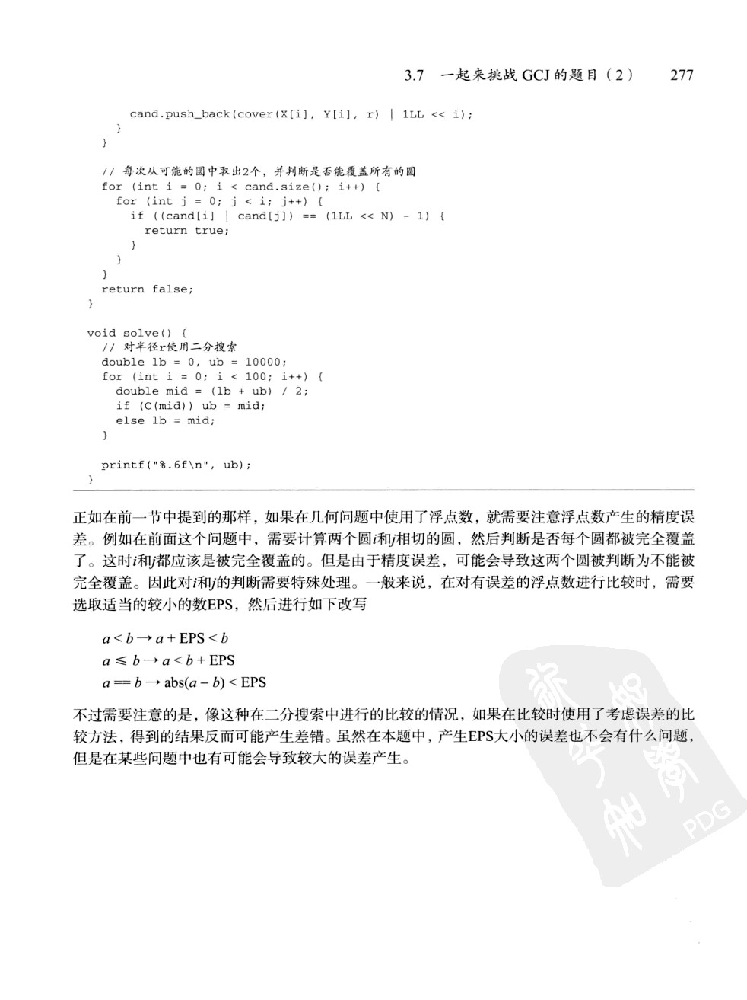 3.7 一起来挑战 GCJ 的题目（2） 277
cand.push_back(cover(X[i], Y[i], r) | 1LL << i);
}
}
// 每次从可能的圆中取出2个，并判断是否能覆盖所有的圆
for (int i = 0; i < cand.size(); i++) {
for (int j = 0; j < i; j++) {
if ((cand[i] | cand[j]) == (1LL << N) - 1) {
return true;
}
}
}
return false;
}
void solve() {
// 对半径r使用二分搜索
double lb = 0, ub = 10000;
for (int i = 0; i < 100; i++) {
double mid = (lb + ub) / 2;
if (C(mid)) ub = mid;
else lb = mid;
}
printf("%.6f\n", ub);
}
正如在前一节中提到的那样，如果在几何问题中使用了浮点数，就需要注意浮点数产生的精度误
差。例如在前面这个问题中，需要计算两个圆i和j相切的圆，然后判断是否每个圆都被完全覆盖
了。这时i和j都应该是被完全覆盖的。但是由于精度误差，可能会导致这两个圆被判断为不能被
完全覆盖。因此对i和j的判断需要特殊处理。一般来说，在对有误差的浮点数进行比较时，需要
选取适当的较小的数EPS，然后进行如下改写
a < b → a + EPS < b
a ≤ b → a < b + EPS
a == b → abs(a − b) < EPS
不过需要注意的是，像这种在二分搜索中进行的比较的情况，如果在比较时使用了考虑误差的比
较方法，得到的结果反而可能产生差错。虽然在本题中，产生EPS大小的误差也不会有什么问题，
但是在某些问题中也有可能会导致较大的误差产生。
PDG